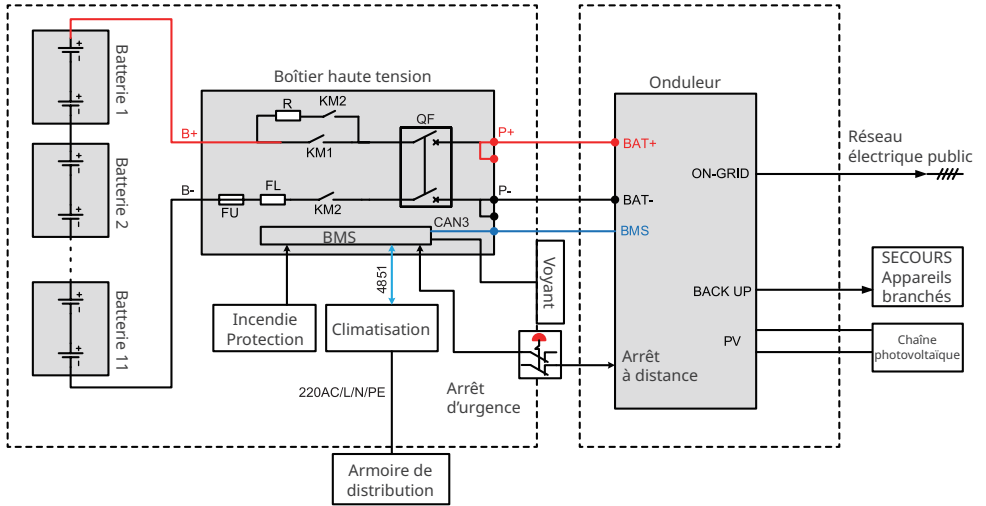 Batterie 1
Batterie 2
Batterie 11
Boîtier haute tension
R
KM2
KM1
QF
B+
P+
B-
FL
FU
KM2
P-
CAN3
BMS
4851
Incendie
Protection
Climatisation
220AC/L/N/PE
Armoire de
distribution
Voyant
Arrêt
d'urgence
Onduleur
BAT+
BAT-
BMS
ON-GRID
BACK UP
PV
Arrêt
à distance
Réseau
électrique public
SECOURS
Appareils
branchés
Chaîne
photovoltaïque